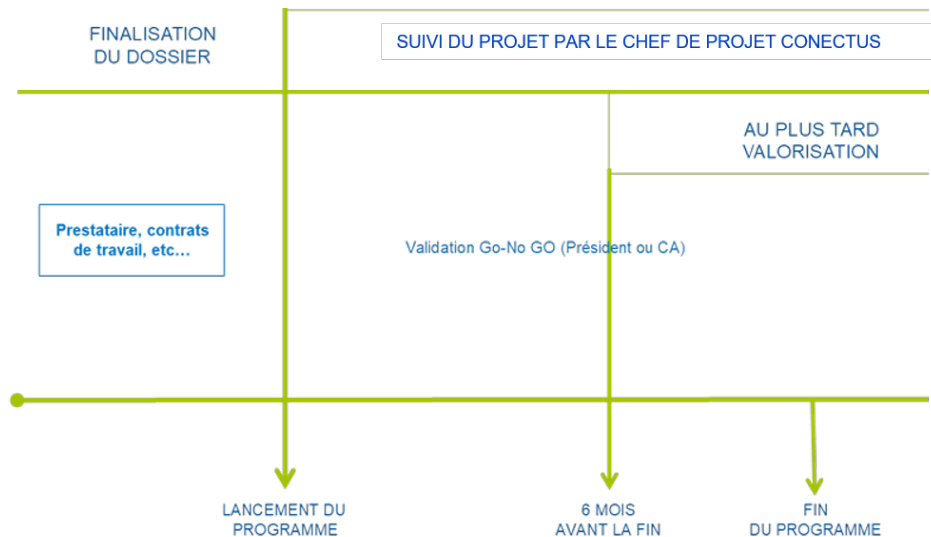 FINALISATION
DU DOSSIER
SUIVI DU PROJET PAR LE CHEF DE PROJET CONECTUS
AU PLUS TARD
VALORISATION
Prestataire, contrats
de travail, etc…
Validation Go-No GO (Président ou CA)
LANCEMENT DU
PROGRAMME
6 MOIS
AVANT LA FIN
FIN
DU PROGRAMME